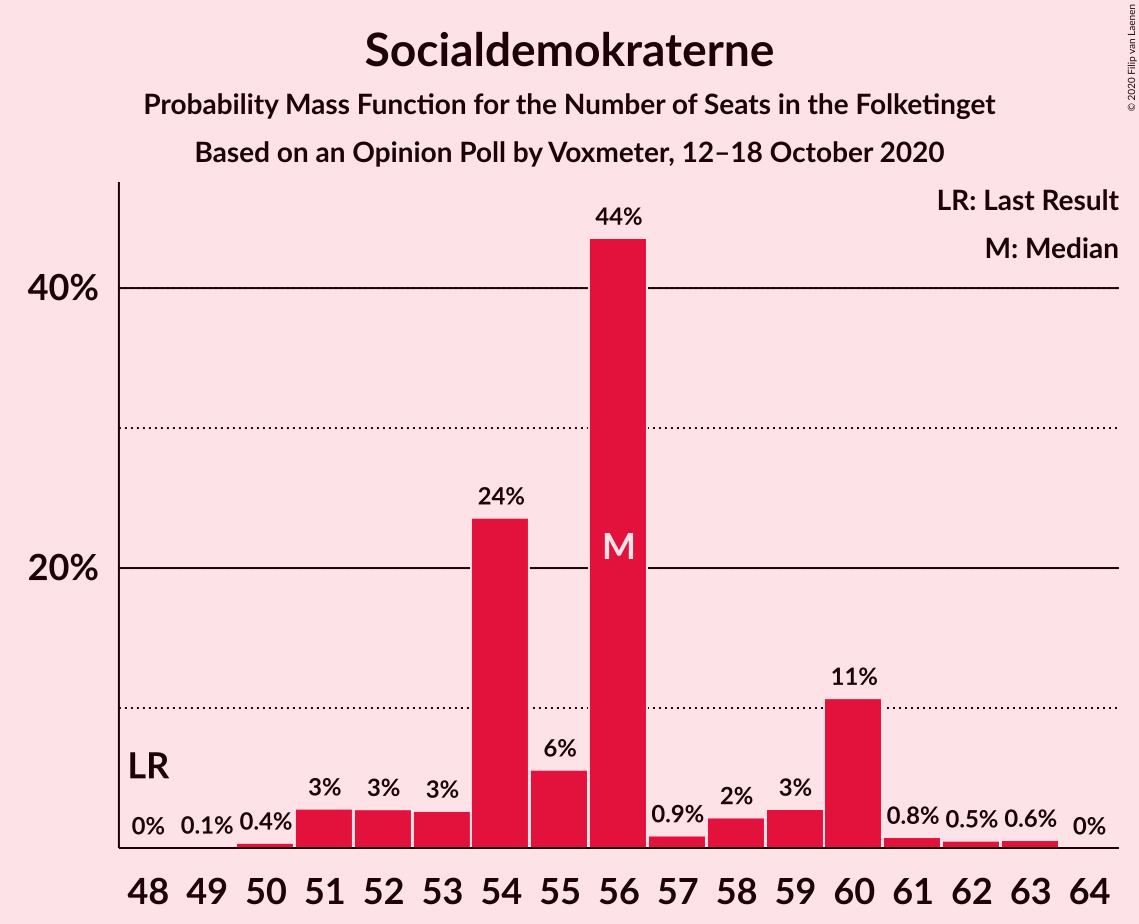 Socialdemokraterne
Probability Mass Function for the Number of Seats in the Folketinget
Based on an Opinion Poll by Voxmeter, 12–18 October 2020
© 2020 Filip van Laenen
LR: Last Result
M: Median
40%
20%
LR
0%
0.1%
0.4%
3%
3%
3%
24%
6%
44%
M
0.9%
2%
3%
11%
0.8%
0.5%
0.6%
0%
48 49 50 51 52 53 54 55 56 57 58 59 60 61 62 63 64